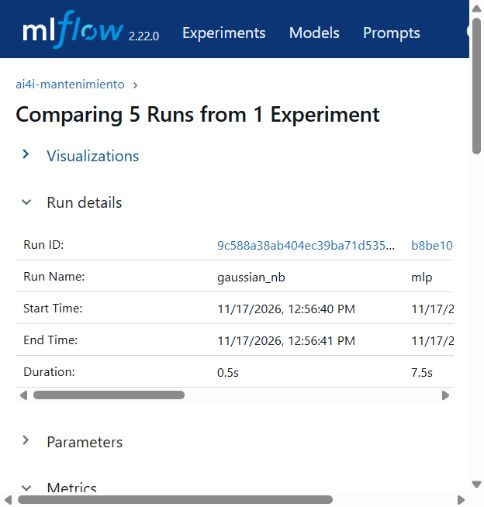 mlflow 2.22.0 Experiments Models Prompts
ai4i-mantenimiento
Comparing 5 Runs from 1 Experiment
Visualizations
Run details
Run ID: 9c588a38ab404ec39ba71d535... b8be10
Run Name: gaussian_nb mlp
Start Time: 11/17/2026, 12:56:40 PM 11/17/2
End Time: 11/17/2026, 12:56:41 PM 11/17/2
Duration: 0.5s 7.5s
Parameters
Metrics